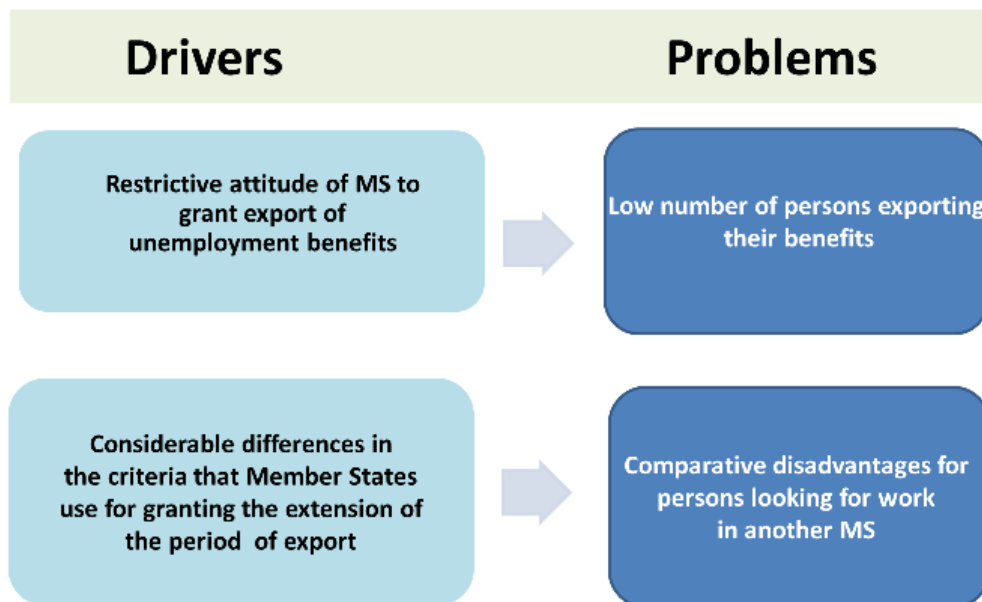 Drivers
Problems
Restrictive attitude of MS to
grant export of
unemployment benefits
Low number of persons exporting
their benefits
Considerable differences in
the criteria that Member States
use for granting the extension of
the period of export
Comparative disadvantages for
persons looking for work
in another MS